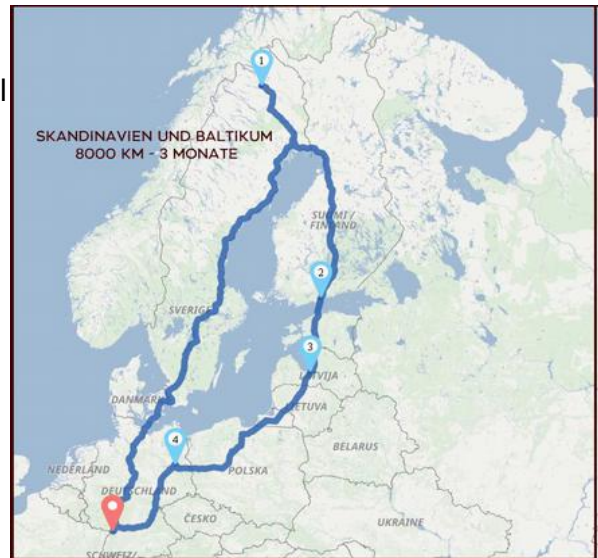 l
1
SKANDINAVIEN UND BALTIKUM
8000 KM - 3 MONATE
SUOMI /
FINLAND
2
SVERIGE
3
LATVIJA
DANMARK
LIETUVA
4
BELARUS
NEDERLAND
POLSKA
DEUTSCHLAND
ČESKO
UKRAINE
SCHWEIZ/